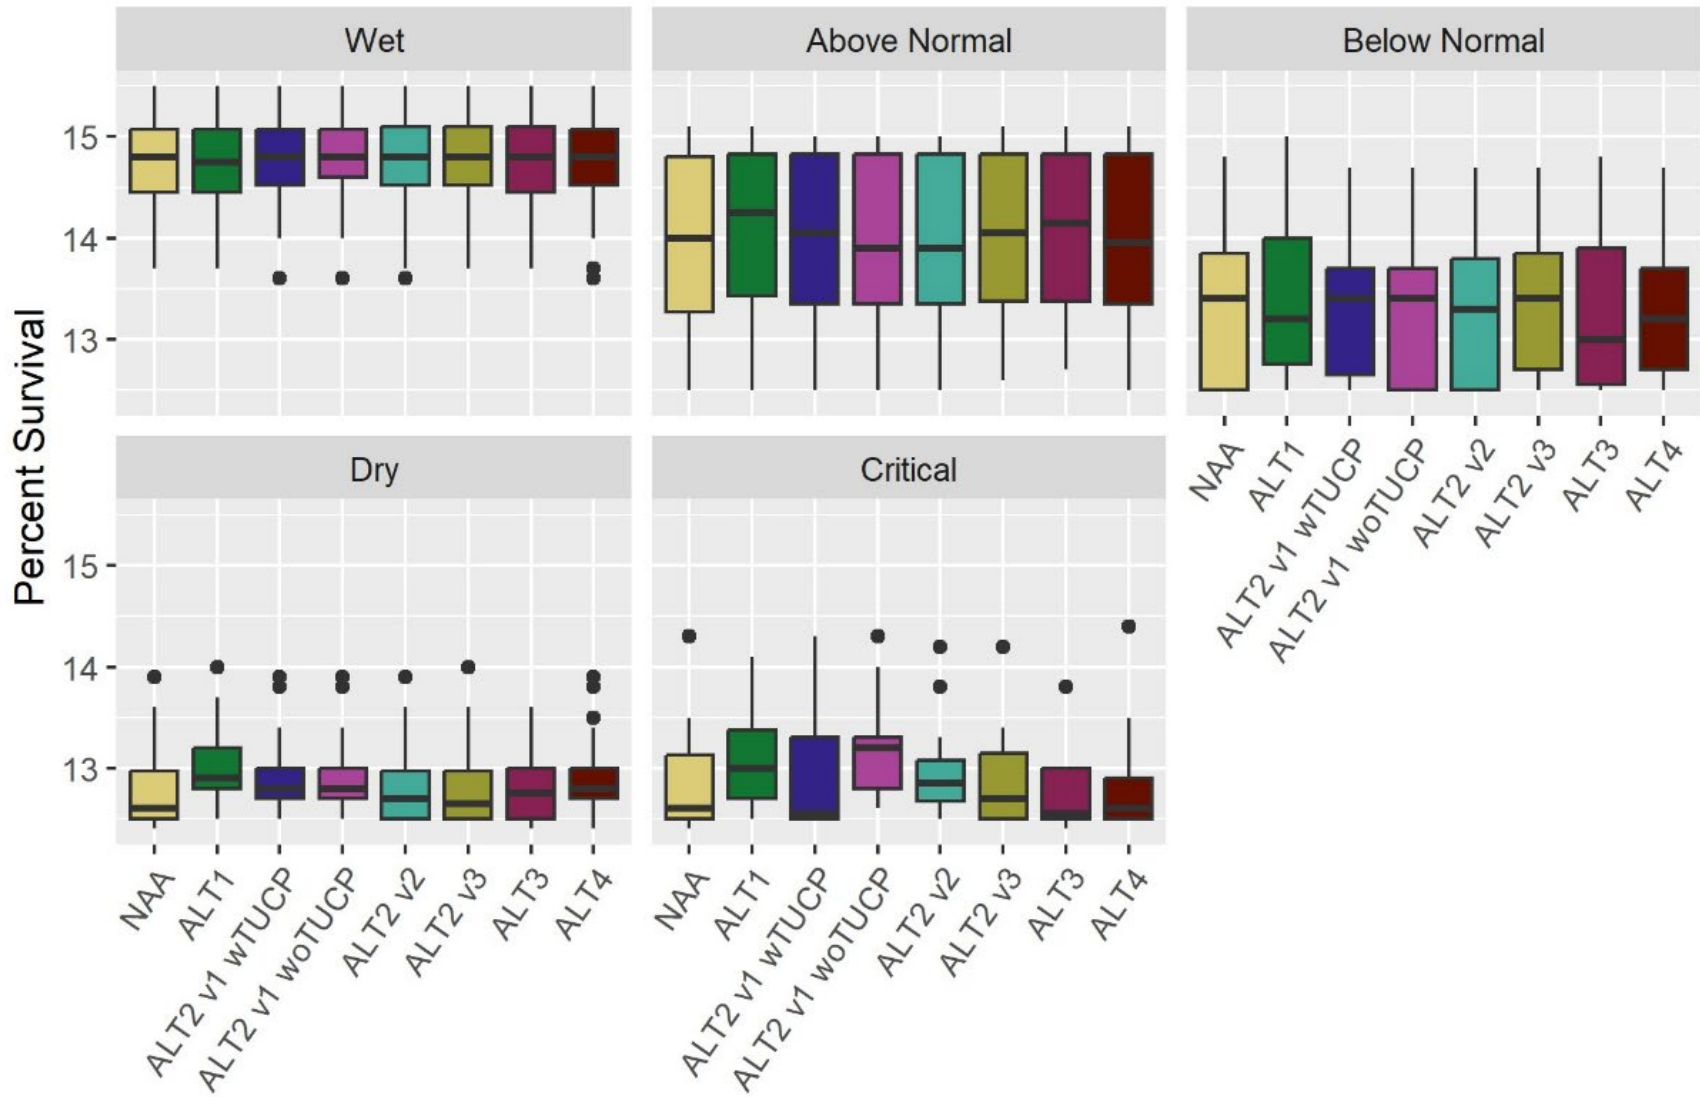 Wet
Above Normal
Below Normal
Percent Survival
15
14
13
NAA
ALT1
ALT2 v1 wTUCP
ALT2 v1 woTUCP
ALT2 v2
ALT2 v3
ALT3
ALT4
Dry
Critical
15
14
13
NAA
ALT1
ALT2 v1 wTUCP
ALT2 v1 woTUCP
ALT2 v2
ALT2 v3
ALT3
ALT4
NAA
ALT1
ALT2 v1 wTUCP
ALT2 v1 woTUCP
ALT2 v2
ALT2 v3
ALT3
ALT4